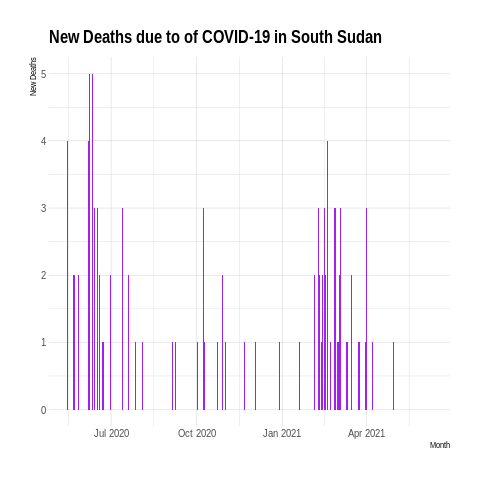 New Deaths due to of COVID-19 in South Sudan
New Deaths
5
4
3
2
1
0
Jul 2020 Oct 2020 Jan 2021 Apr 2021
Month